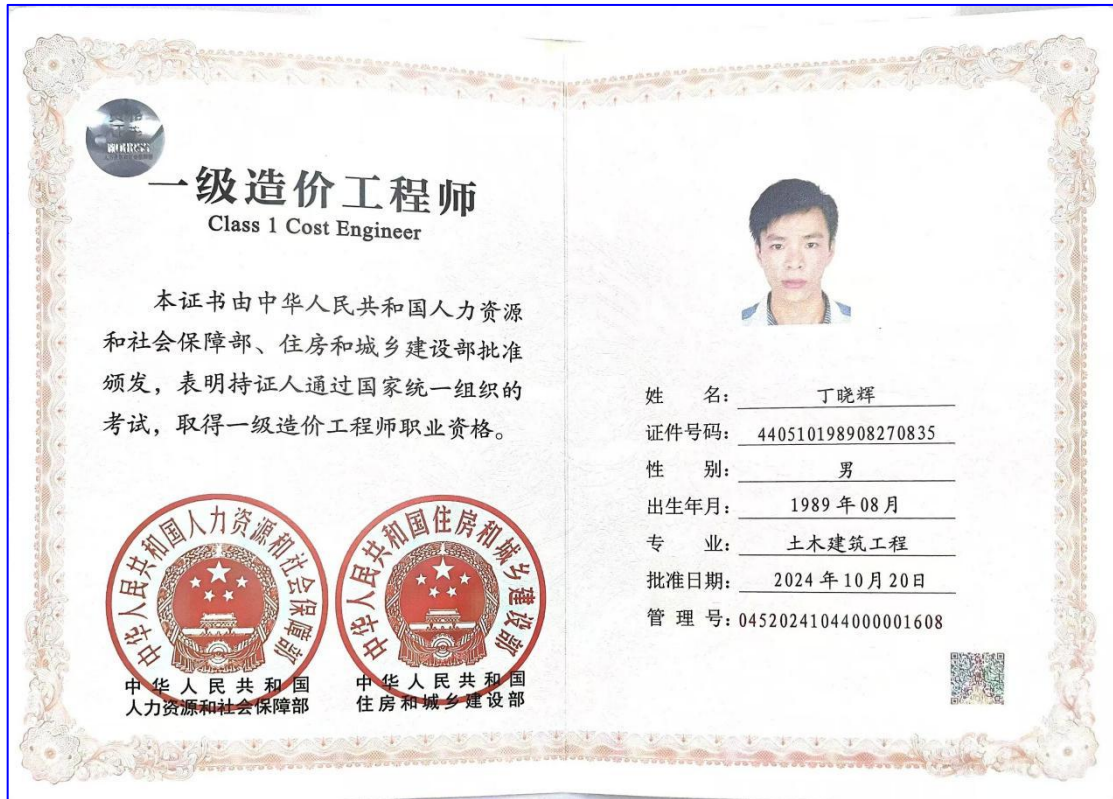 一级造价工程师
Class 1 Cost Engineer
本证书由中华人民共和国人力资源
和社会保障部、住房和城乡建设部批准
颁发，表明持证人通过国家统一组织的
考试，取得一级造价工程师职业资格。
中华人民共和国人力资源和社会保障部
中华人民共和国住房和城乡建设部
中华人民共和国
人力资源和社会保障部
中华人民共和国
住房和城乡建设部
姓 名：丁晓辉
证件号码：440510198908270835
性 别：男
出生年月：1989年08月
专 业：土木建筑工程
批准日期：2024年10月20日
管 理 号：04520241044000001608